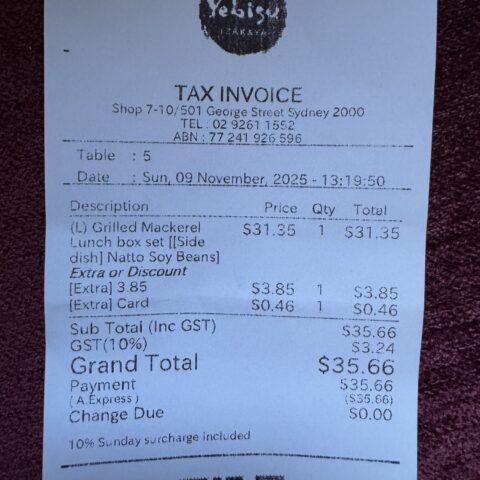 Yebisu
IZAKAYA
TAX INVOICE
Shop 7-10/501 George Street Sydney 2000
TEL : 02 9261 1552
ABN : 77 241 926 596
Table : 5
Date : Sun, 09 November, 2025 - 13:19:50
Description Price Qty Total
(L) Grilled Mackerel $31.35 1 $31.35
Lunch box set [[Side
dish] Natto Soy Beans]
Extra or Discount
[Extra] 3.85 $3.85 1 $3.85
[Extra] Card $0.46 1 $0.46
Sub Total (Inc GST) $35.66
GST(10%) $3.24
Grand Total $35.66
Payment $35.66
( A.Express ) ($35.66)
Change Due $0.00
10% Sunday surcharge included